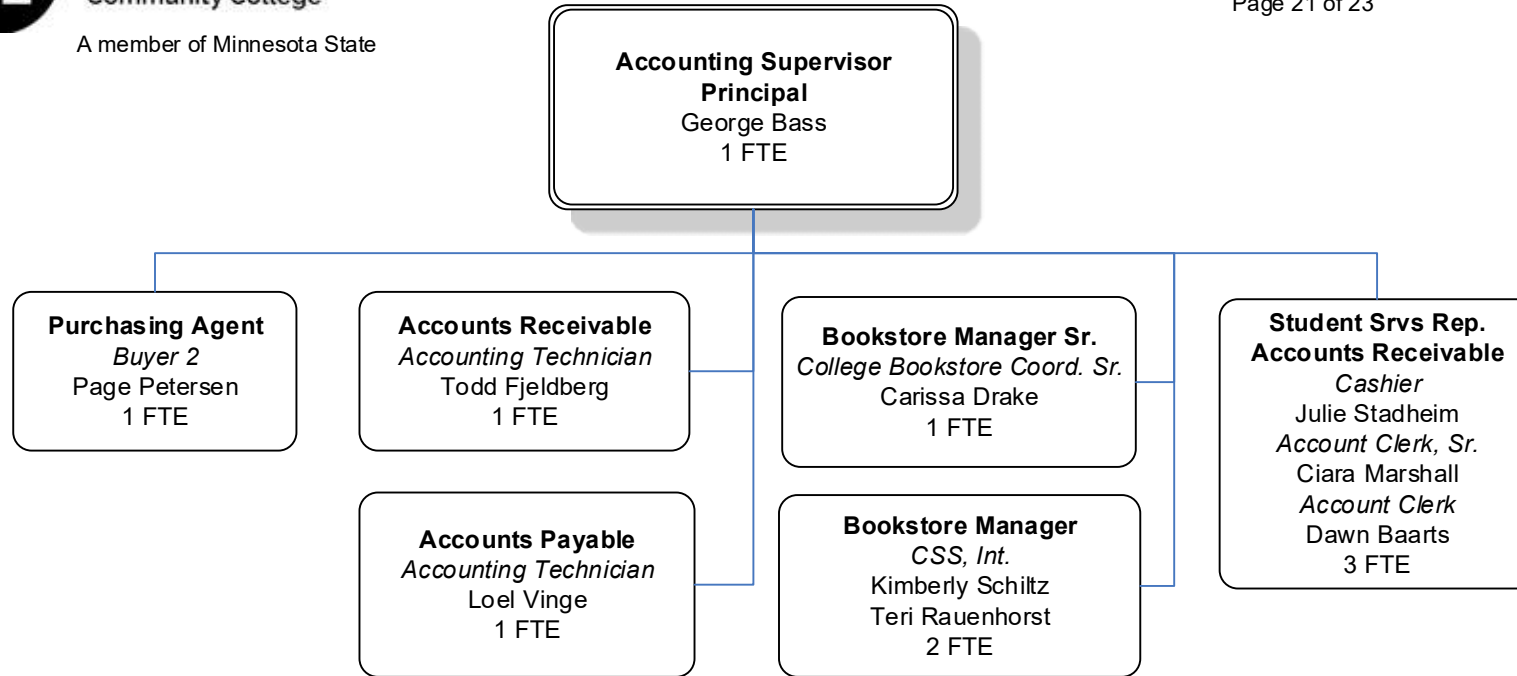 Community College
A member of Minnesota State
Page 21 of 23
Accounting Supervisor
Principal
George Bass
1 FTE
Purchasing Agent
Buyer 2
Page Petersen
1 FTE
Accounts Receivable
Accounting Technician
Todd Fjeldberg
1 FTE
Accounts Payable
Accounting Technician
Loel Vinge
1 FTE
Bookstore Manager Sr.
College Bookstore Coord. Sr.
Carissa Drake
1 FTE
Bookstore Manager
CSS, Int.
Kimberly Schiltz
Teri Rauenhorst
2 FTE
Student Srvs Rep.
Accounts Receivable
Cashier
Julie Stadheim
Account Clerk, Sr.
Ciara Marshall
Account Clerk
Dawn Baarts
3 FTE